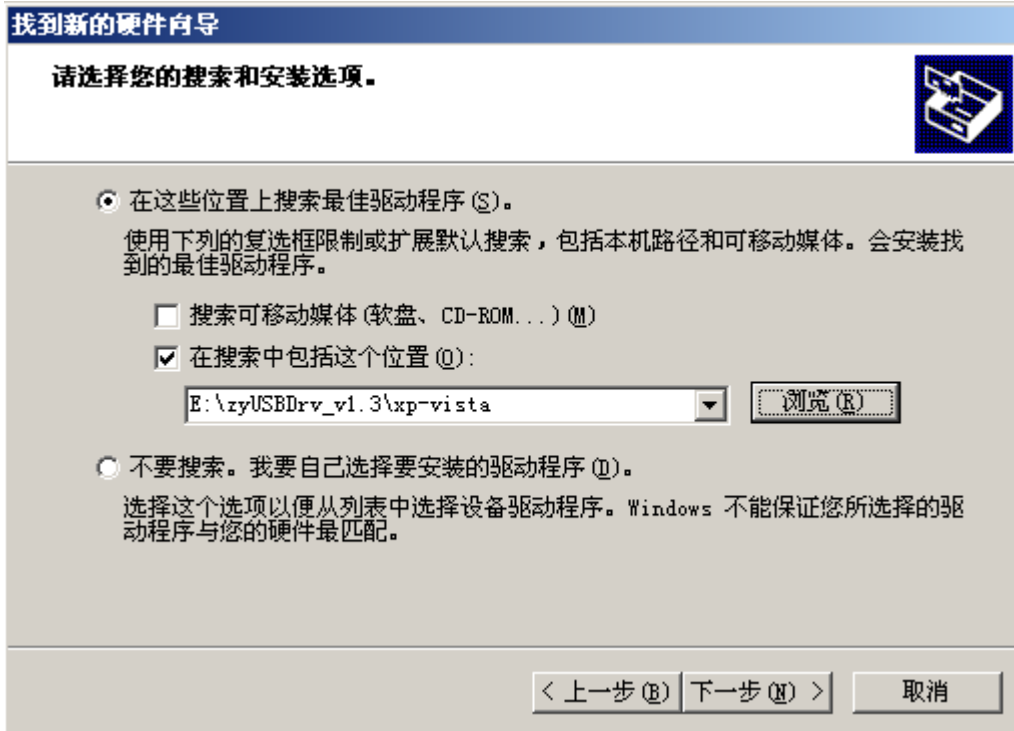 找到新的硬件向导
请选择您的搜索和安装选项。
在这些位置上搜索最佳驱动程序(S)。
使用下列的复选框限制或扩展默认搜索，包括本机路径和可移动媒体。会安装找
到的最佳驱动程序。
搜索可移动媒体(软盘、CD-ROM...)(M)
在搜索中包括这个位置(O):
E:\zyUSBDrv_v1.3\xp-vista
浏览(R)
不要搜索。我要自己选择要安装的驱动程序(D)。
选择这个选项以便从列表中选择设备驱动程序。Windows 不能保证您所选择的驱
动程序与您的硬件最匹配。
< 上一步(B) 下一步(N) > 取消